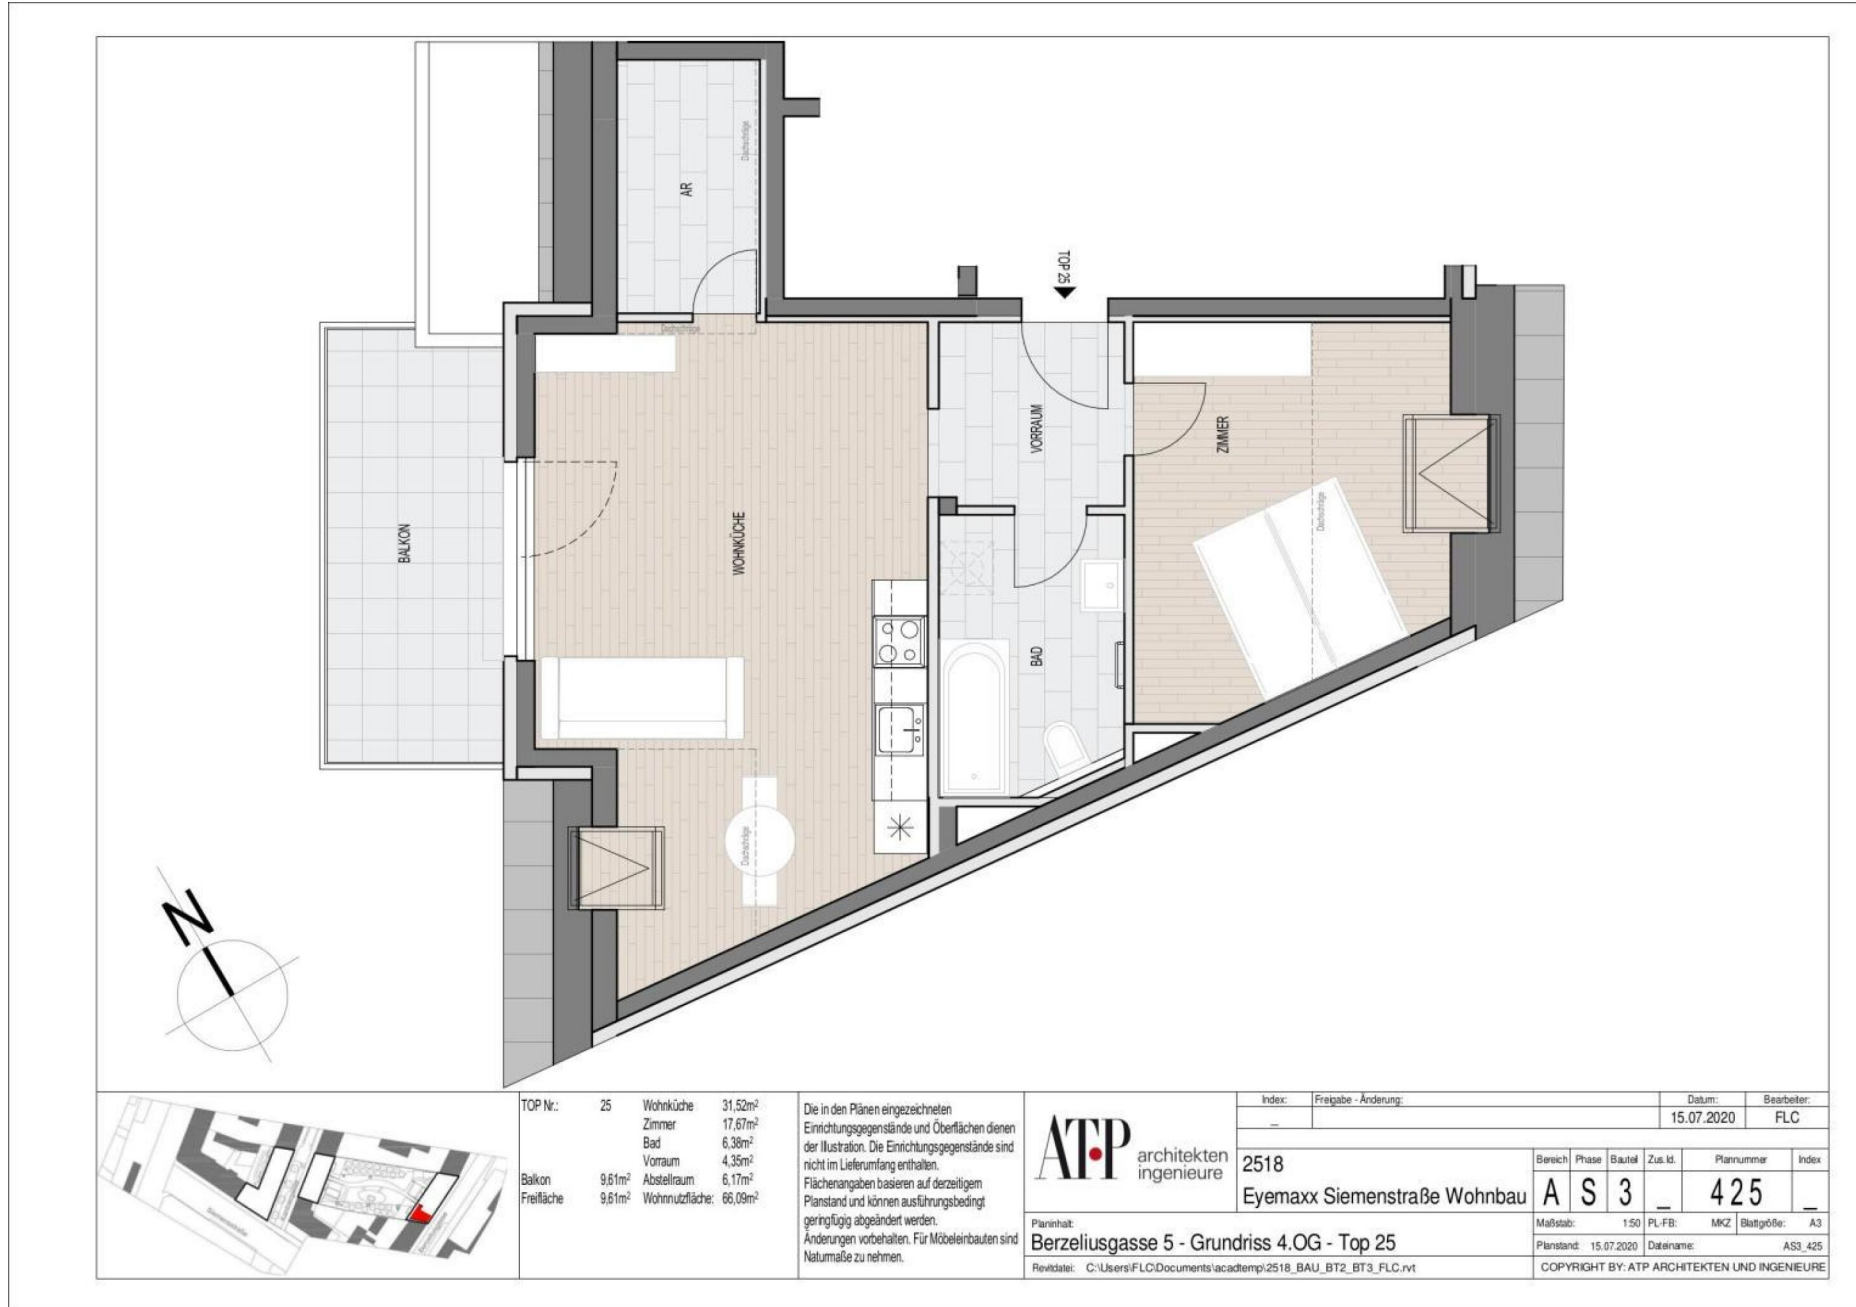 Dachschräge
AR
TOP 25
Dachschräge
VORRAUM
ZIMMER
Dachschräge
BALKON
WOHNKÜCHE
BAD
Dachschräge
N
Siemensstraße
TOP Nr.: 25 Wohnküche 31,52m²
Zimmer 17,67m²
Bad 6,38m²
Vorraum 4,35m²
Balkon 9,61m² Abstellraum 6,17m²
Freifläche 9,61m² Wohnnutzfläche: 66,09m²
Die in den Plänen eingezeichneten
Einrichtungsgegenstände und Oberflächen dienen
der Illustration. Die Einrichtungsgegenstände sind
nicht im Lieferumfang enthalten.
Flächenangaben basieren auf derzeitigem
Planstand und können ausführungsbedingt
geringfügig abgeändert werden.
Änderungen vorbehalten. Für Möbeleinbauten sind
Naturmaße zu nehmen.
ATP architekten
ingenieure
Index: Freigabe - Änderung: Datum: Bearbeiter:
_ 15.07.2020 FLC
2518
Eyemaxx Siemenstraße Wohnbau
Bereich Phase Bauteil Zus.Id. Plannummer Index
A S 3 _ 425 _
Maßstab: 1:50 PL-FB: MKZ Blattgröße: A3
Planstand: 15.07.2020 Dateiname: AS3_425
Planinhalt:
Berzeliusgasse 5 - Grundriss 4.OG - Top 25
Revitdatei: C:\Users\FLC\Documents\acadtemp\2518_BAU_BT2_BT3_FLC.rvt
COPYRIGHT BY: ATP ARCHITEKTEN UND INGENIEURE